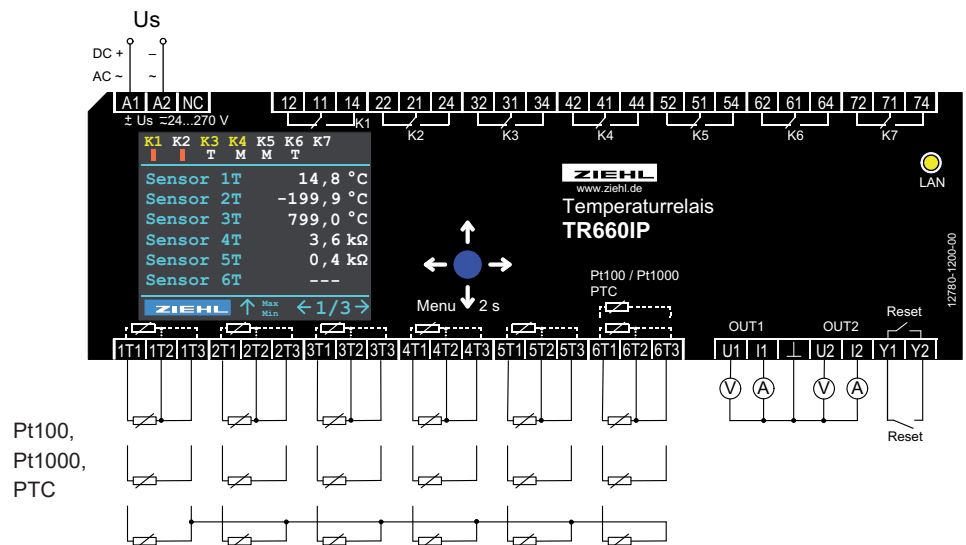 Us
DC + –
AC ~ ~
A1 A2 NC 12 11 14 22 21 24 32 31 34 42 41 44 52 51 54 62 61 64 72 71 74
± Us ≂24...270 V
K1 K2 K3 K4 K5 K6 K7
K1 K2 K3 K4 K5 K6 K7
T M M T
Sensor 1T 14,8 °C
Sensor 2T -199,9 °C
Sensor 3T 799,0 °C
Sensor 4T 3,6 kΩ
Sensor 5T 0,4 kΩ
Sensor 6T ---
ZIEHL ↑ Max Min ←1/3→
ZIEHL
www.ziehl.de
Temperaturrelais
TR660IP
LAN
12780-1200-00
Menu 2 s
Pt100 / Pt1000
PTC
OUT1 OUT2
Reset
1T1 1T2 1T3 2T1 2T2 2T3 3T1 3T2 3T3 4T1 4T2 4T3 5T1 5T2 5T3 6T1 6T2 6T3 U1 I1 ⊥ U2 I2 Y1 Y2
V A V A
Reset
Pt100,
Pt1000,
PTC